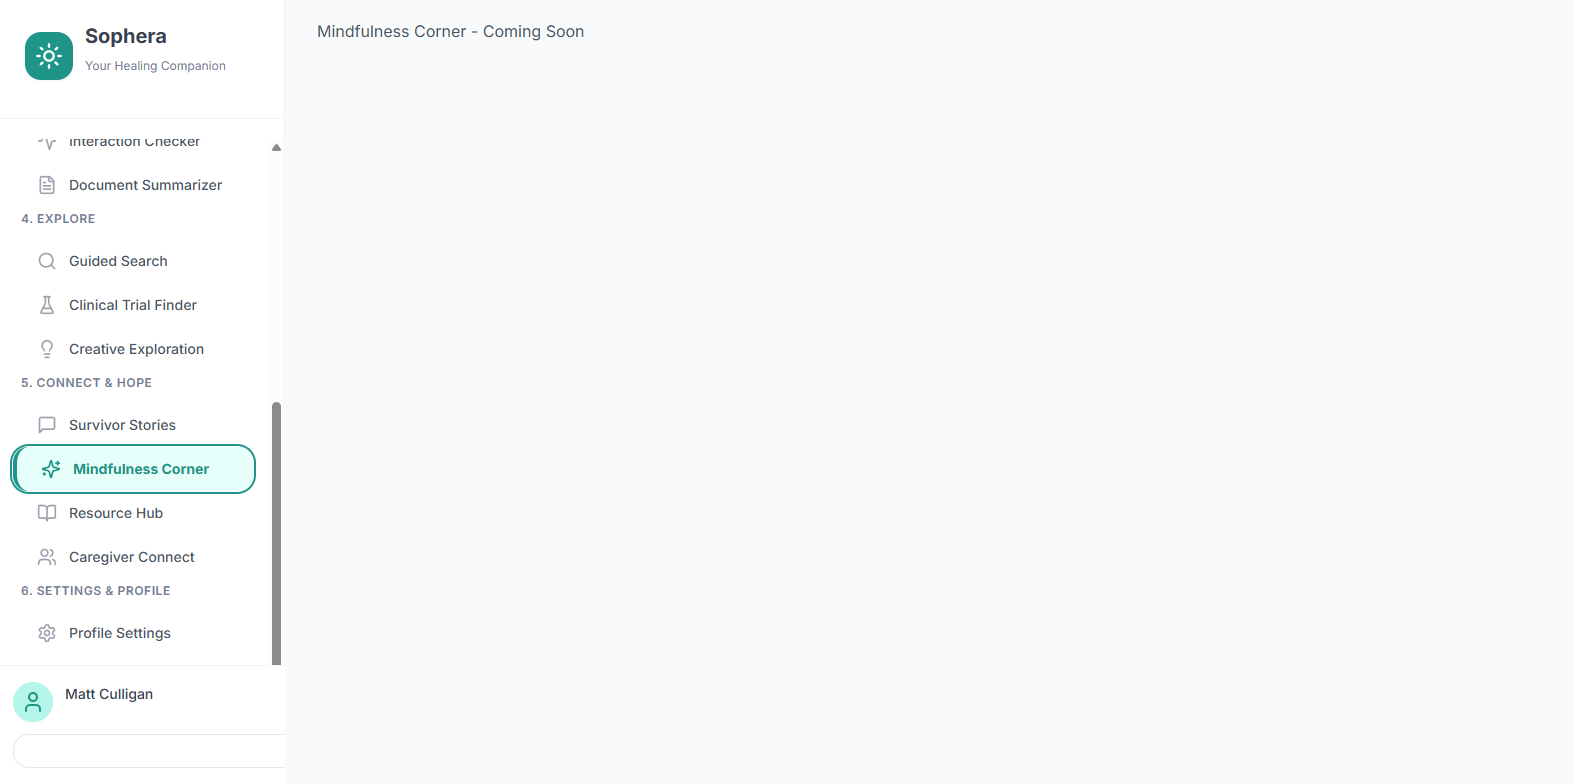 Sophera
Your Healing Companion
Interaction Checker
Document Summarizer
4. EXPLORE
Guided Search
Clinical Trial Finder
Creative Exploration
5. CONNECT & HOPE
Survivor Stories
Mindfulness Corner
Resource Hub
Caregiver Connect
6. SETTINGS & PROFILE
Profile Settings
Matt Culligan
Mindfulness Corner - Coming Soon